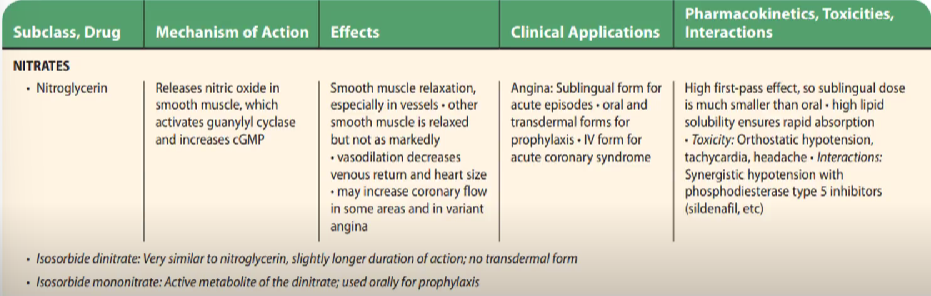 Subclass, Drug
Mechanism of Action
Effects
Clinical Applications
Pharmacokinetics, Toxicities,
Interactions
NITRATES
• Nitroglycerin
Releases nitric oxide in
smooth muscle, which
activates guanylyl cyclase
and increases cGMP
Smooth muscle relaxation,
especially in vessels • other
smooth muscle is relaxed
but not as markedly
• vasodilation decreases
venous return and heart size
• may increase coronary flow
in some areas and in variant
angina
Angina: Sublingual form for
acute episodes • oral and
transdermal forms for
prophylaxis • IV form for
acute coronary syndrome
High first-pass effect, so sublingual dose
is much smaller than oral • high lipid
solubility ensures rapid absorption
• Toxicity: Orthostatic hypotension,
tachycardia, headache • Interactions:
Synergistic hypotension with
phosphodiesterase type 5 inhibitors
(sildenafil, etc)
• Isosorbide dinitrate: Very similar to nitroglycerin, slightly longer duration of action; no transdermal form
• Isosorbide mononitrate: Active metabolite of the dinitrate; used orally for prophylaxis